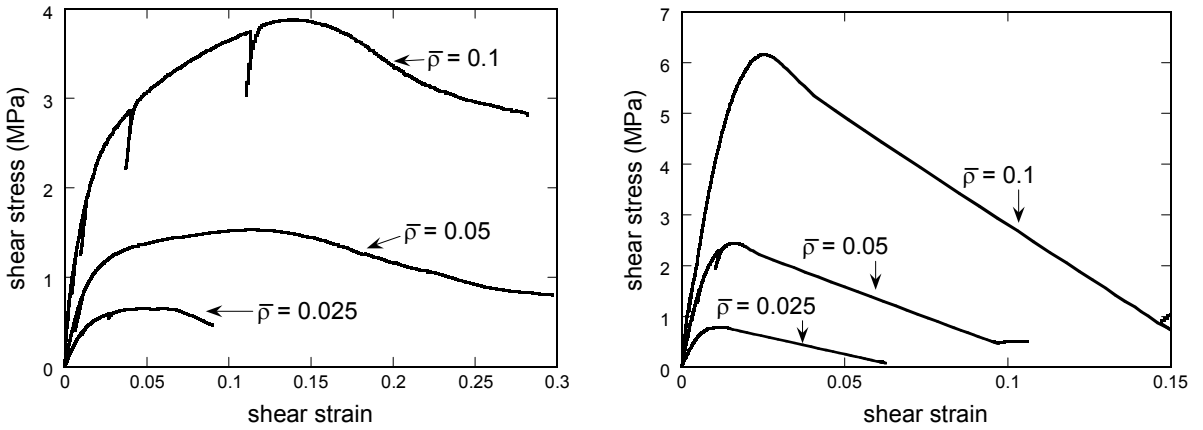 4
3
2
1
0
0
0.05
0.1
0.15
0.2
0.25
0.3
shear stress (MPa)
shear strain
ρ̅ = 0.1
ρ̅ = 0.05
ρ̅ = 0.025
7
6
5
4
3
2
1
0
0
0.05
0.1
0.15
shear stress (MPa)
shear strain
ρ̅ = 0.1
ρ̅ = 0.05
ρ̅ = 0.025